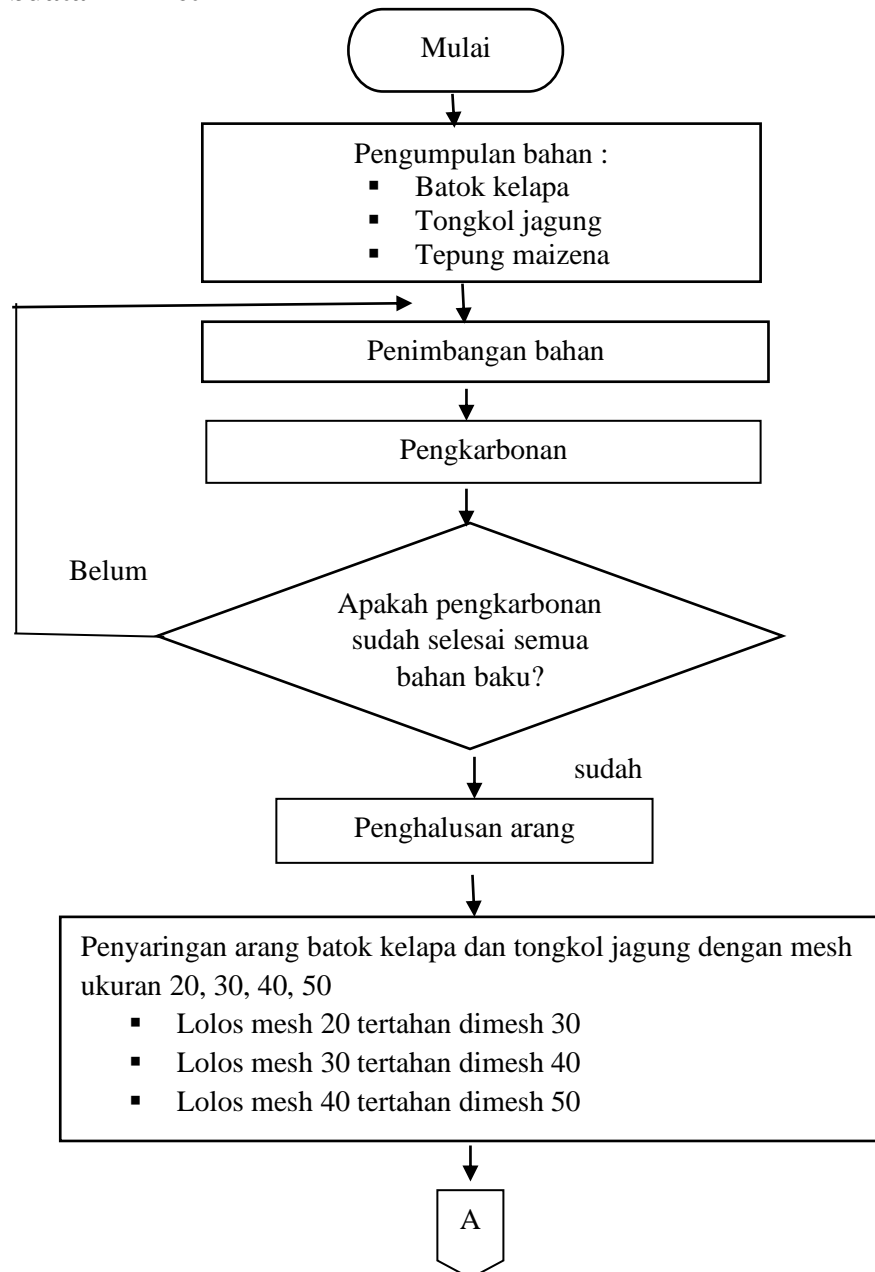 Mulai
Pengumpulan bahan :
▪ Batok kelapa
▪ Tongkol jagung
▪ Tepung maizena
Penimbangan bahan
Pengkarbonan
Belum
Apakah pengkarbonan
sudah selesai semua
bahan baku?
sudah
Penghalusan arang
Penyaringan arang batok kelapa dan tongkol jagung dengan mesh
ukuran 20, 30, 40, 50
▪ Lolos mesh 20 tertahan dimesh 30
▪ Lolos mesh 30 tertahan dimesh 40
▪ Lolos mesh 40 tertahan dimesh 50
A